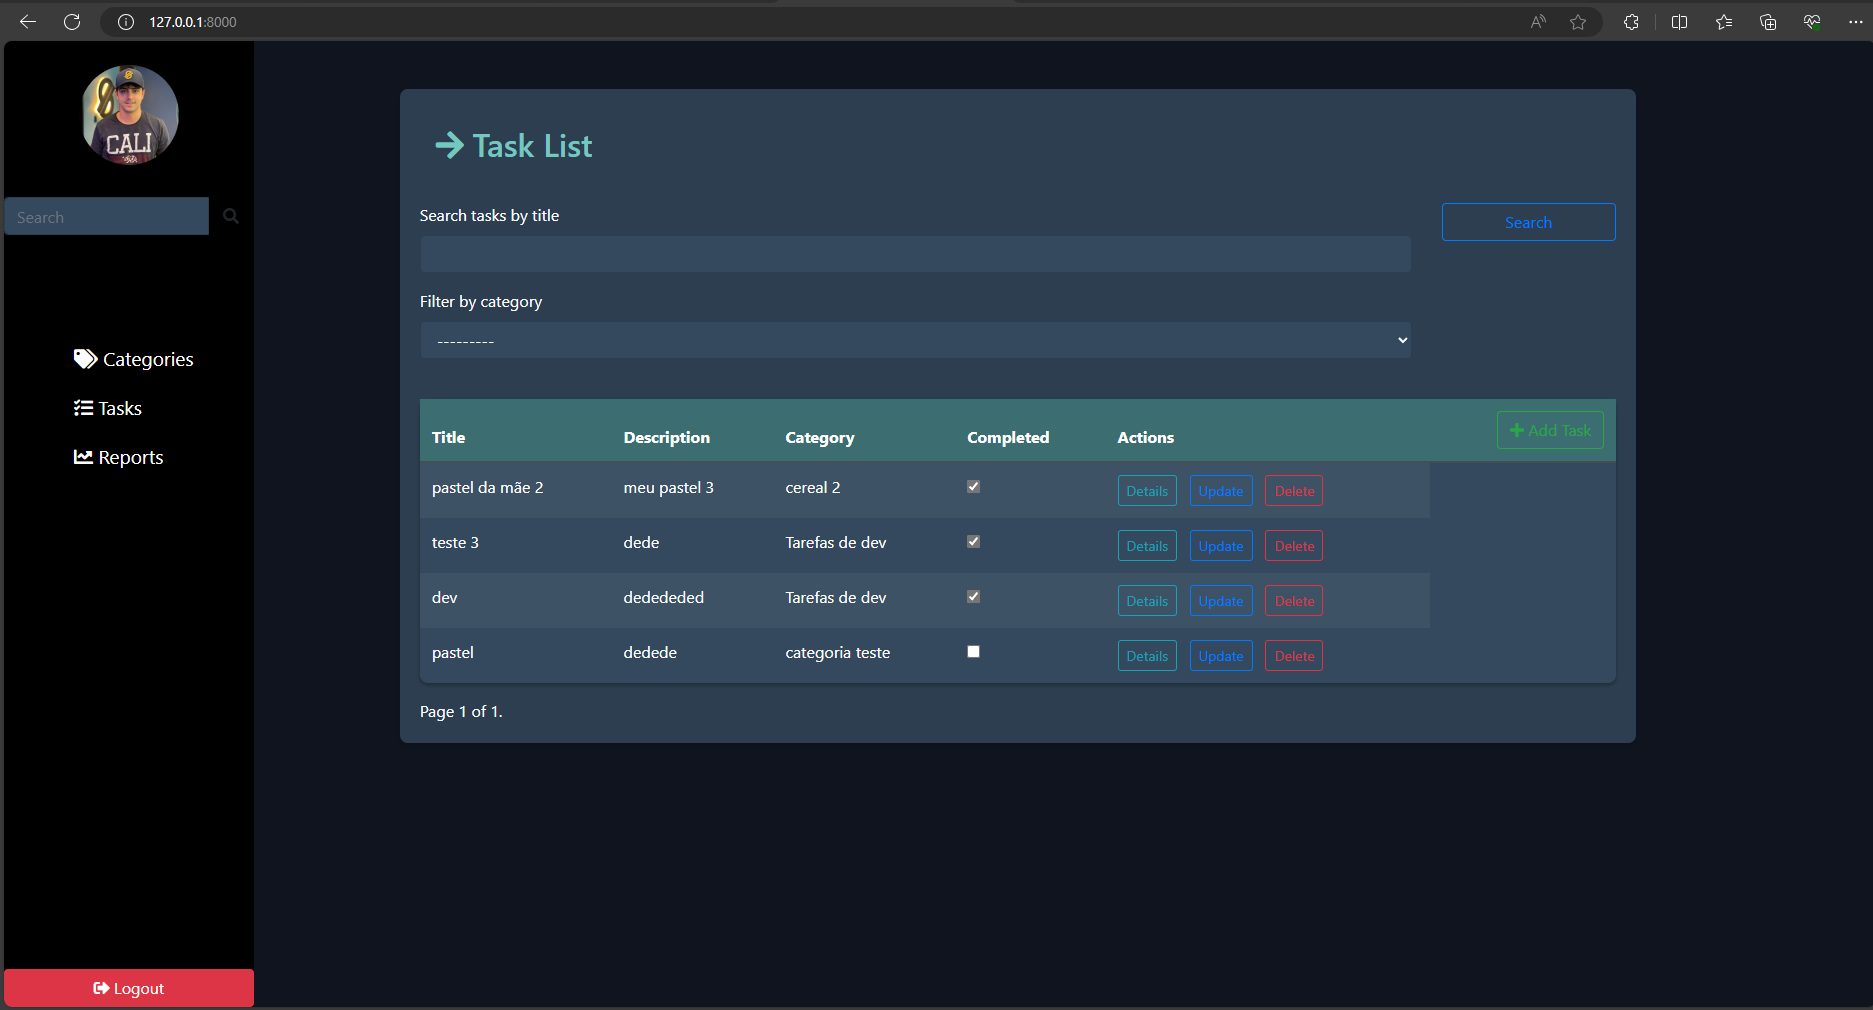 127.0.0.1:8000
CALI
Search
Categories
Tasks
Reports
Logout
Task List
Search tasks by title
Search
Filter by category
---------
Title Description Category Completed Actions Add Task
pastel da mãe 2 meu pastel 3 cereal 2 Details Update Delete
teste 3 dede Tarefas de dev Details Update Delete
dev dedededed Tarefas de dev Details Update Delete
pastel dedede categoria teste Details Update Delete
Page 1 of 1.